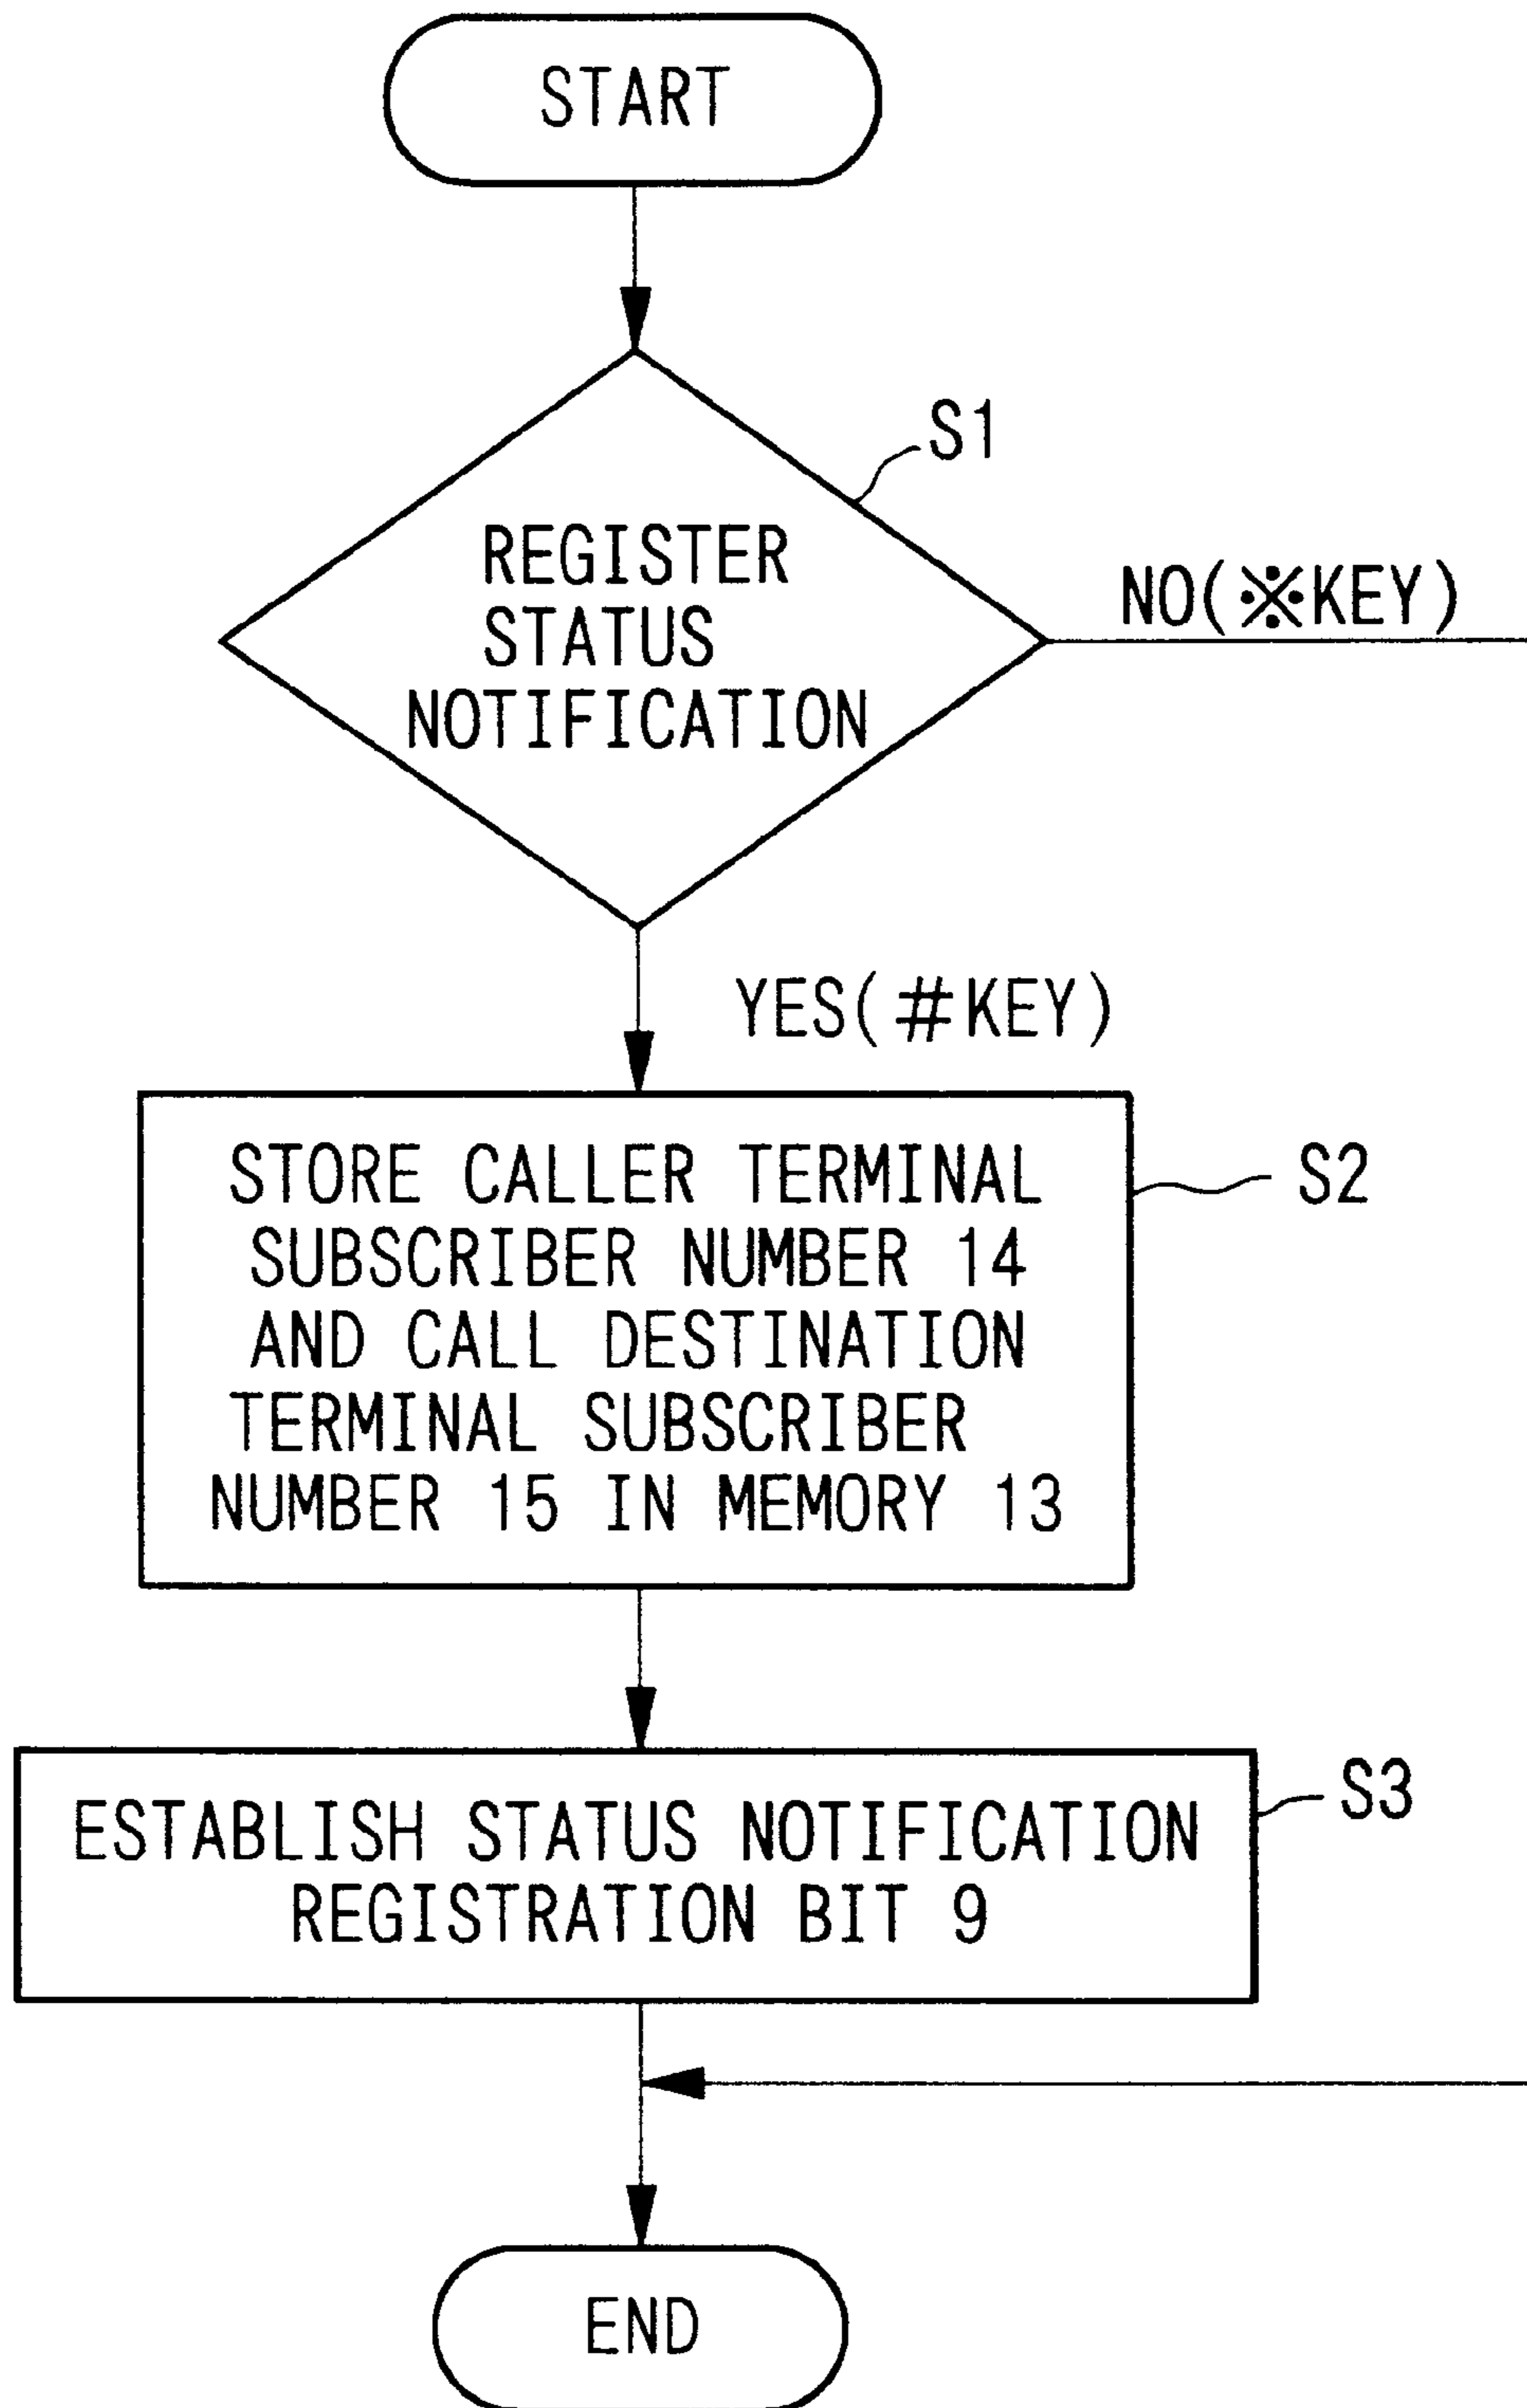 START
S1
REGISTER
STATUS
NOTIFICATION
NO(※KEY)
YES(#KEY)
STORE CALLER TERMINAL
SUBSCRIBER NUMBER 14
AND CALL DESTINATION
TERMINAL SUBSCRIBER
NUMBER 15 IN MEMORY 13
S2
ESTABLISH STATUS NOTIFICATION
REGISTRATION BIT 9
S3
END